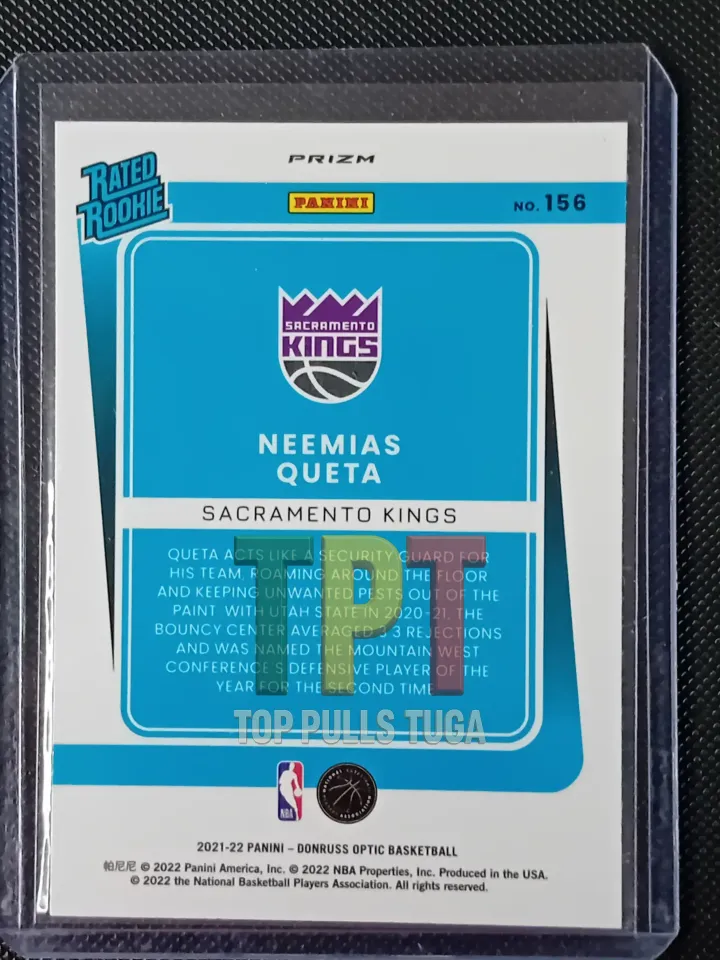 PRIZM
RATED
ROOKIE
PANINI
NO. 156
SACRAMENTO
KINGS
NEEMIAS
QUETA
SACRAMENTO KINGS
QUETA ACTS LIKE A SECURITY GUARD FOR
HIS TEAM, ROAMING AROUND THE FLOOR
AND KEEPING UNWANTED PESTS OUT OF THE
PAINT. WITH UTAH STATE IN 2020-21, THE
BOUNCY CENTER AVERAGED 3.3 REJECTIONS
AND WAS NAMED THE MOUNTAIN WEST
CONFERENCE'S DEFENSIVE PLAYER OF THE
YEAR FOR THE SECOND TIME.
TPT
TOP PULLS TUGA
NBA
2021-22 PANINI – DONRUSS OPTIC BASKETBALL
帕尼尼 © 2022 Panini America, Inc. © 2022 NBA Properties, Inc. Produced in the USA.
© 2022 the National Basketball Players Association. All rights reserved.